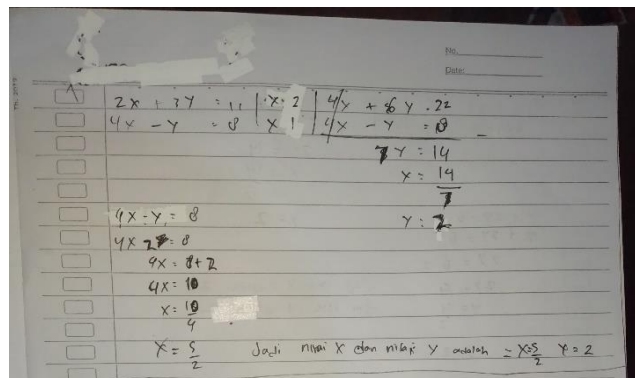 No.
Date:
2x + 3y = 11 | x 2 | 4x + 6y = 22
4x - y = 8 | x 1 | 4x - y = 8 -
7y = 14
x = 14/7
y = 2
4x - y = 8
4x 2 = 8
4x = 8+2
4x = 10
x = 10/4
x = 5/2 Jadi nilai x dan nilai y adalah = x=5/2 y = 2